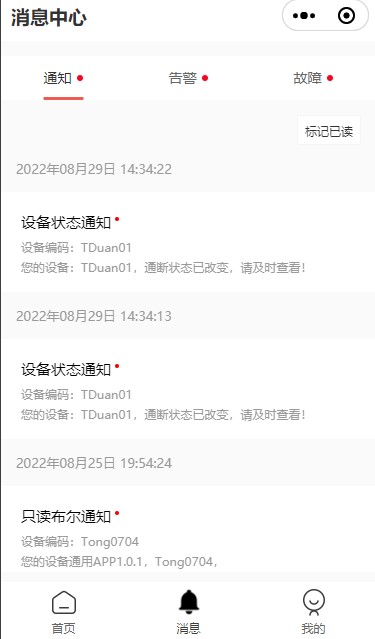 消息中心
通知
告警
故障
标记已读
2022年08月29日 14:34:22
设备状态通知
设备编码：TDuan01
您的设备：TDuan01，通断状态已改变，请及时查看！
2022年08月29日 14:34:13
设备状态通知
设备编码：TDuan01
您的设备：TDuan01，通断状态已改变，请及时查看！
2022年08月25日 19:54:24
只读布尔通知
设备编码：Tong0704
您的设备通用APP1.0.1，Tong0704，
首页
消息
我的